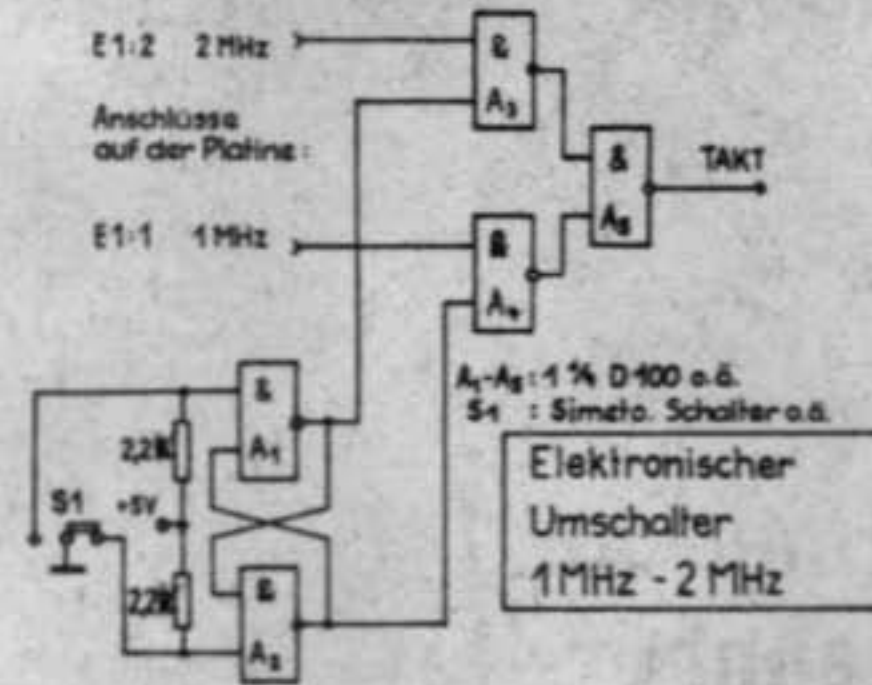 E1:2 2 MHz
&
A₃
Anschlüsse
auf der Platine:
&
A₅
TAKT
E1:1 1 MHz
&
A₄
A₁-A₅: 1 ¼ D100 o.ä.
S1 : Simeto. Schalter o.ä.
&
A₁
2,2k
S1
+5V
2,2k
&
A₂
Elektronischer
Umschalter
1 MHz - 2 MHz